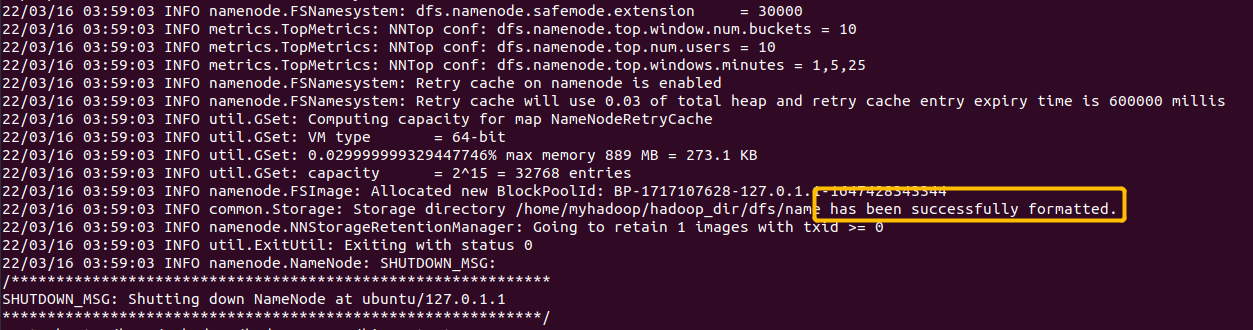 22/03/16 03:59:03 INFO namenode.FSNamesystem: dfs.namenode.safemode.extension     = 30000
22/03/16 03:59:03 INFO metrics.TopMetrics: NNTop conf: dfs.namenode.top.window.num.buckets = 10
22/03/16 03:59:03 INFO metrics.TopMetrics: NNTop conf: dfs.namenode.top.num.users = 10
22/03/16 03:59:03 INFO metrics.TopMetrics: NNTop conf: dfs.namenode.top.windows.minutes = 1,5,25
22/03/16 03:59:03 INFO namenode.FSNamesystem: Retry cache on namenode is enabled
22/03/16 03:59:03 INFO namenode.FSNamesystem: Retry cache will use 0.03 of total heap and retry cache entry expiry time is 600000 millis
22/03/16 03:59:03 INFO util.GSet: Computing capacity for map NameNodeRetryCache
22/03/16 03:59:03 INFO util.GSet: VM type       = 64-bit
22/03/16 03:59:03 INFO util.GSet: 0.029999999329447746% max memory 889 MB = 273.1 KB
22/03/16 03:59:03 INFO util.GSet: capacity      = 2^15 = 32768 entries
22/03/16 03:59:03 INFO namenode.FSImage: Allocated new BlockPoolId: BP-1717107628-127.0.1.1-1647428343344
22/03/16 03:59:03 INFO common.Storage: Storage directory /home/myhadoop/hadoop_dir/dfs/name has been successfully formatted.
22/03/16 03:59:03 INFO namenode.NNStorageRetentionManager: Going to retain 1 images with txid >= 0
22/03/16 03:59:03 INFO util.ExitUtil: Exiting with status 0
22/03/16 03:59:03 INFO namenode.NameNode: SHUTDOWN_MSG:
/************************************************************
SHUTDOWN_MSG: Shutting down NameNode at ubuntu/127.0.1.1
************************************************************/